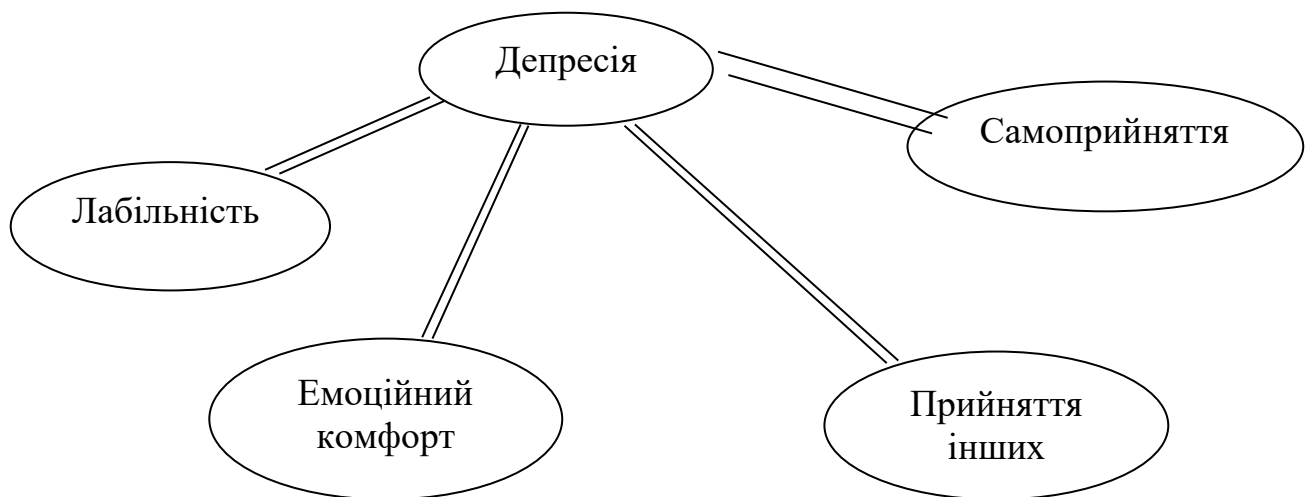 Депресія
Самоприйняття
Лабільність
Емоційний
комфорт
Прийняття
інших